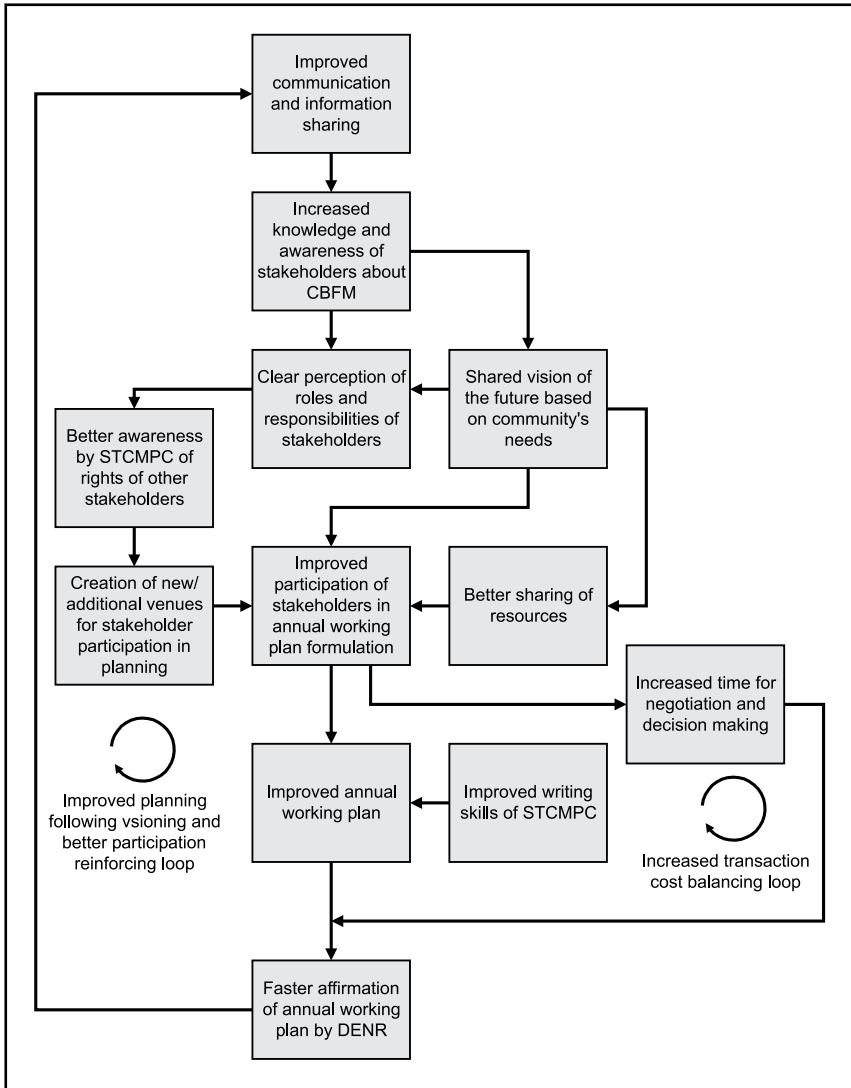 Improved
communication
and information
sharing
Increased
knowledge and
awareness of
stakeholders about
CBFM
Clear perception of
roles and
responsibilities of
stakeholders
Shared vision of
the future based
on community's
needs
Better awareness
by STCMPC of
rights of other
stakeholders
Creation of new/
additional venues
for stakeholder
participation in
planning
Improved
participation of
stakeholders in
annual working
plan formulation
Better sharing of
resources
Increased time for
negotiation and
decision making
Improved planning
following vsioning and
better participation
reinforcing loop
Improved annual
working plan
Improved writing
skills of STCMPC
Increased transaction
cost balancing loop
Faster affirmation
of annual working
plan by DENR